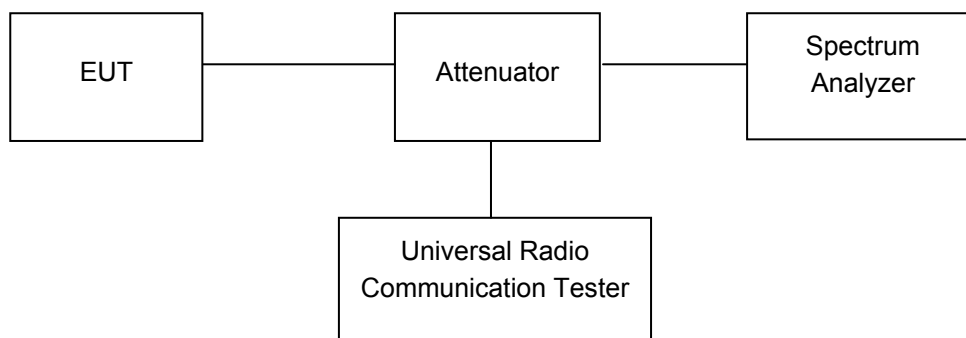 EUT
Attenuator
Spectrum
Analyzer
Universal Radio
Communication Tester